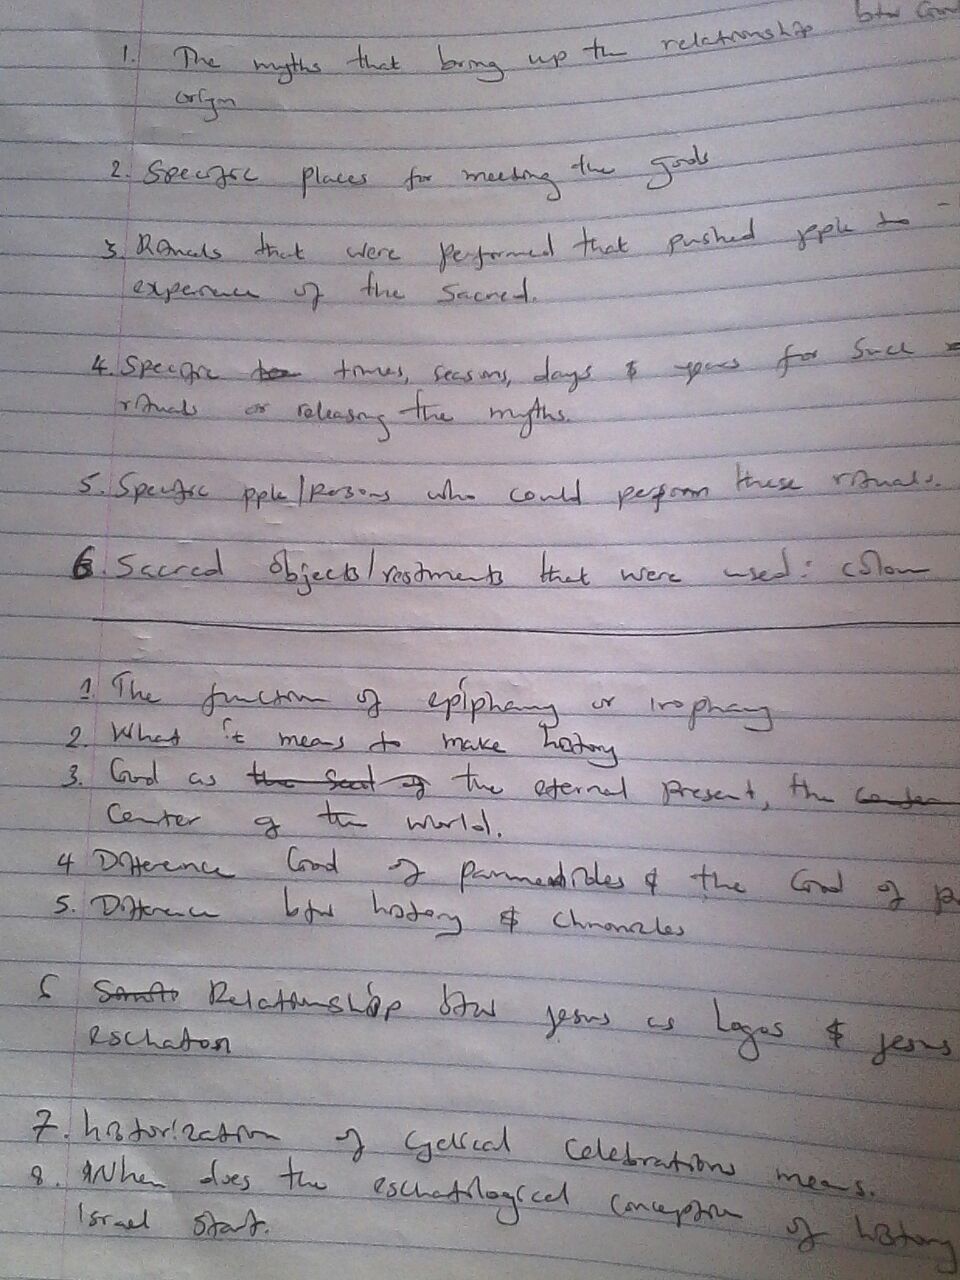 1. The myths that bring up the relationship btw God
origin
2. Specific places for meeting the gods
3. Rituals that were performed that pushed pple to -
experience of the sacred.
4. Specific times, seasons, days & years for such
rituals or releasing the myths.
5. Specific pple/Persons who could perform these rituals.
6. Sacred objects/vestments that were used: colour
1. The function of epiphany or irophany
2. What it means to make history
3. God as the seat of the eternal present, the center
center of the world.
4 Difference God of parmenides & the God of
5. Difference btw history & chronicles
6 Relationship btw jesus as Logos & jesus
Eschaton
7. historization of cyclical celebrations means.
8. When does the eschatological conception of history
Israel start.